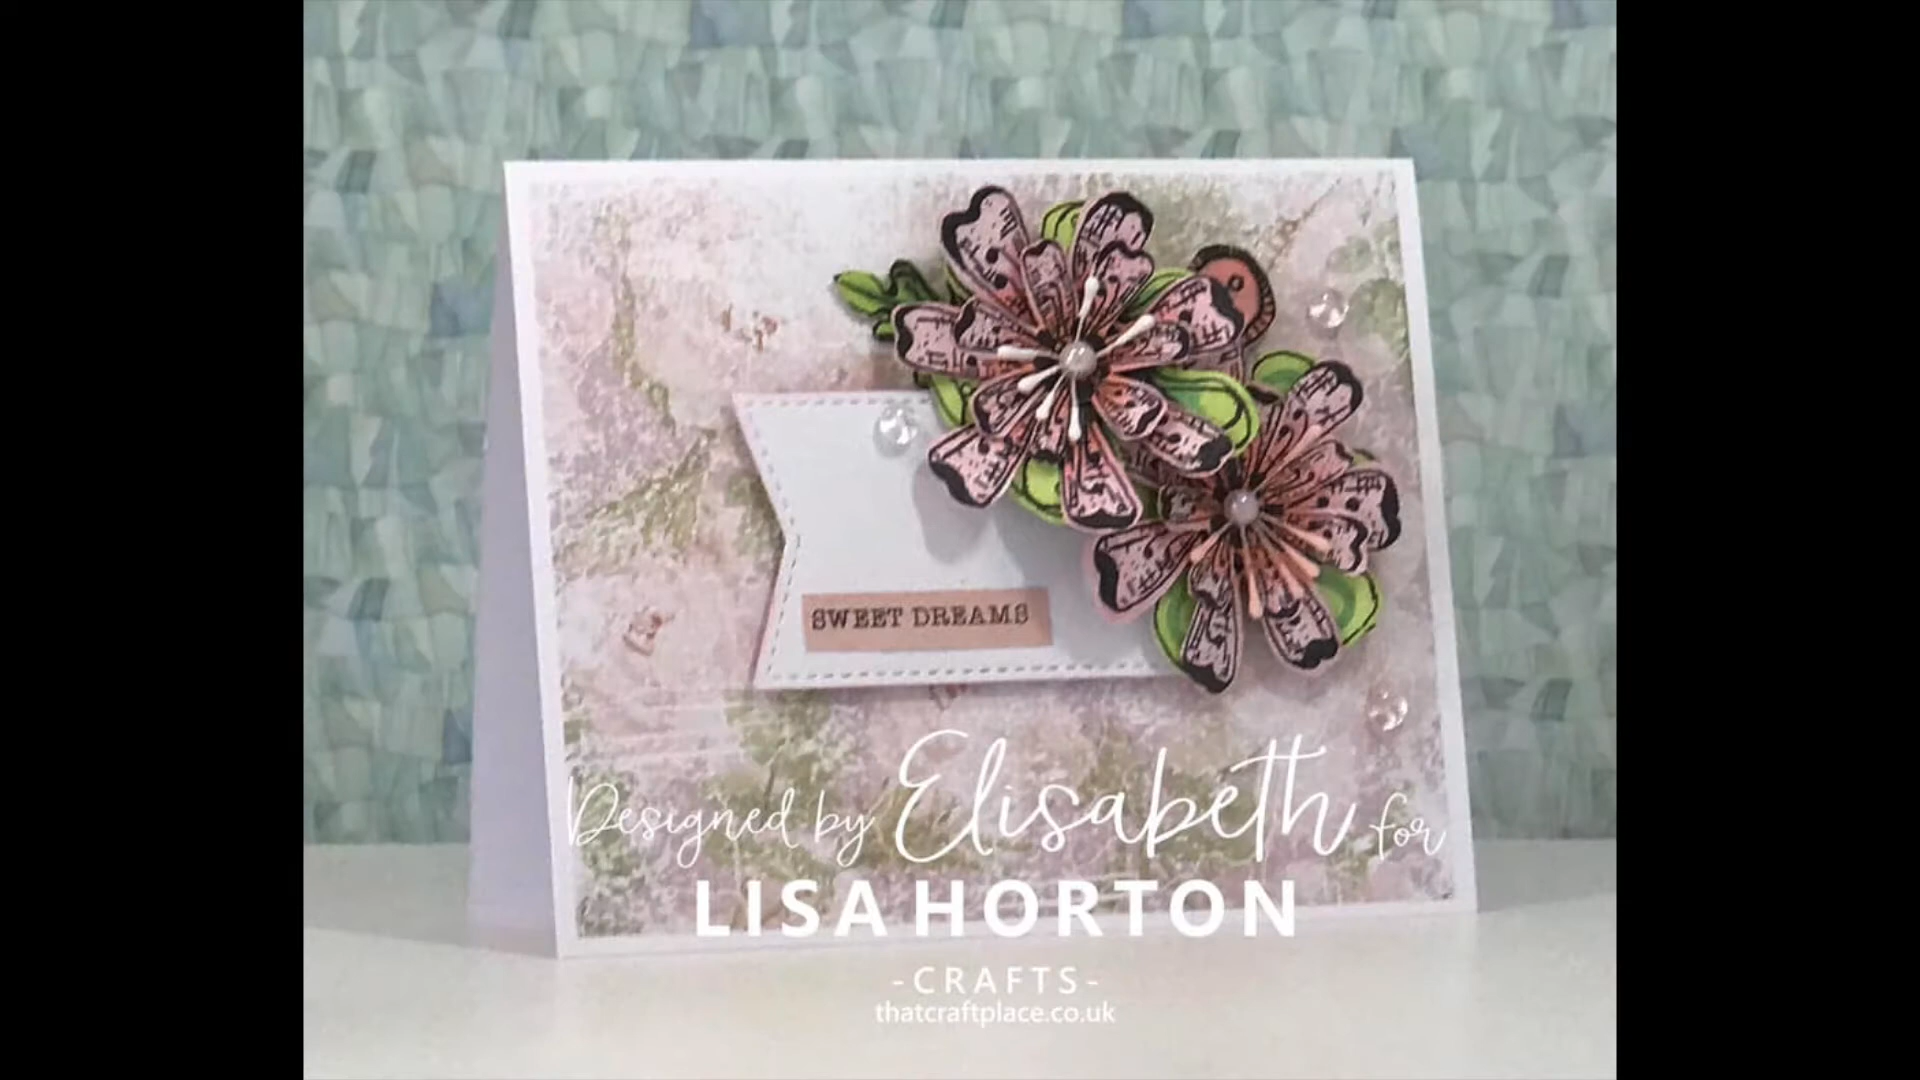 SWEET DREAMS
Designed by Elisabeth for
LISA HORTON
-CRAFTS-
thatcraftplace.co.uk